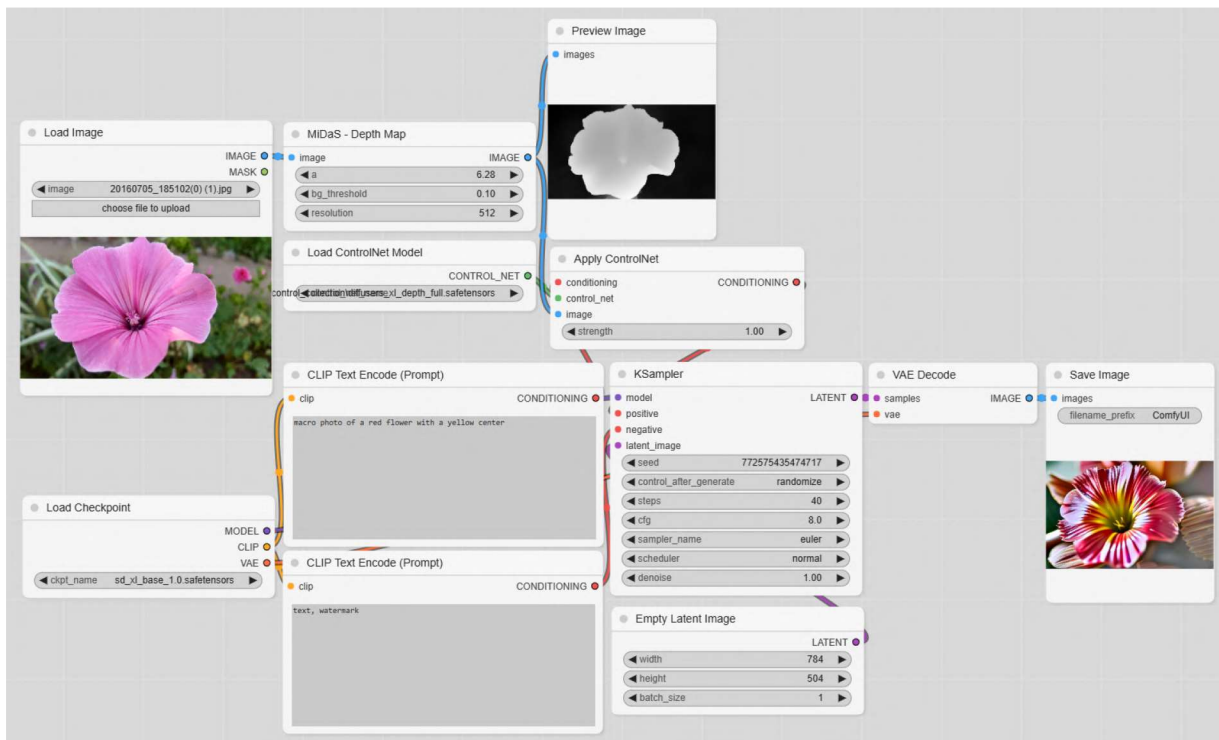 Preview Image
images
Load Image
IMAGE
MASK
image 20160705_185102(0) (1).jpg
choose file to upload
MiDaS - Depth Map
image IMAGE
a 6.28
bg_threshold 0.10
resolution 512
Load ControlNet Model
CONTROL_NET
xl_depth_full.safetensors
Apply ControlNet
conditioning CONDITIONING
control_net
image
strength 1.00
CLIP Text Encode (Prompt)
clip CONDITIONING
macro photo of a red flower with a yellow center
KSampler
model LATENT
positive
negative
latent_image
seed 772575435474717
control_after_generate randomize
steps 40
cfg 8.0
sampler_name euler
scheduler normal
denoise 1.00
VAE Decode
samples IMAGE
vae
Save Image
images
filename_prefix ComfyUI
Load Checkpoint
MODEL
CLIP
VAE
ckpt_name sd_xl_base_1.0.safetensors
CLIP Text Encode (Prompt)
clip CONDITIONING
text, watermark
Empty Latent Image
LATENT
width 784
height 504
batch_size 1